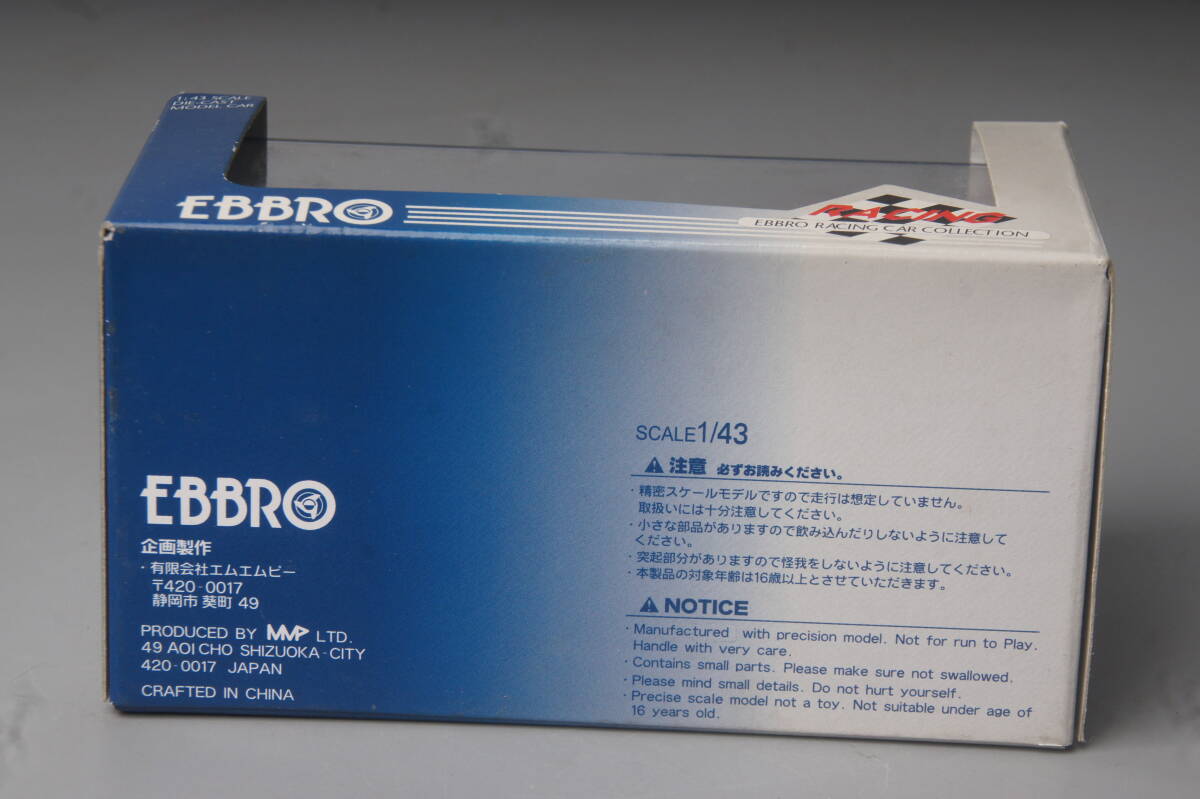 1:43 SCALE
DIE-CAST
MODEL CAR
EBBRO
RACING
EBBRO RACING CAR COLLECTION
EBBRO
企画製作
・有限会社エムエムピー
〒420-0017
静岡市 葵町 49
PRODUCED BY MMP LTD.
49 AOI CHO SHIZUOKA-CITY
420-0017 JAPAN
CRAFTED IN CHINA
SCALE1/43
注意 必ずお読みください。
・精密スケールモデルですので走行は想定していません。
取扱いには十分注意してください。
・小さな部品がありますので飲み込んだりしないように注意して
ください。
・突起部分がありますので怪我をしないように注意してください。
・本製品の対象年齢は16歳以上とさせていただきます。
NOTICE
・Manufactured with precision model. Not for run to Play.
Handle with very care.
・Contains small parts. Please make sure not swallowed.
・Please mind small details. Do not hurt yourself.
・Precise scale model not a toy. Not suitable under age of
16 years old.